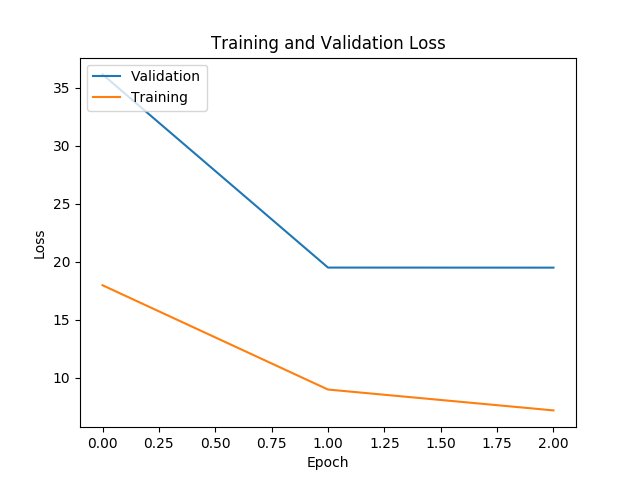 Training and Validation Loss
Validation
Training
35
30
25
20
15
10
Loss
0.00 0.25 0.50 0.75 1.00 1.25 1.50 1.75 2.00
Epoch